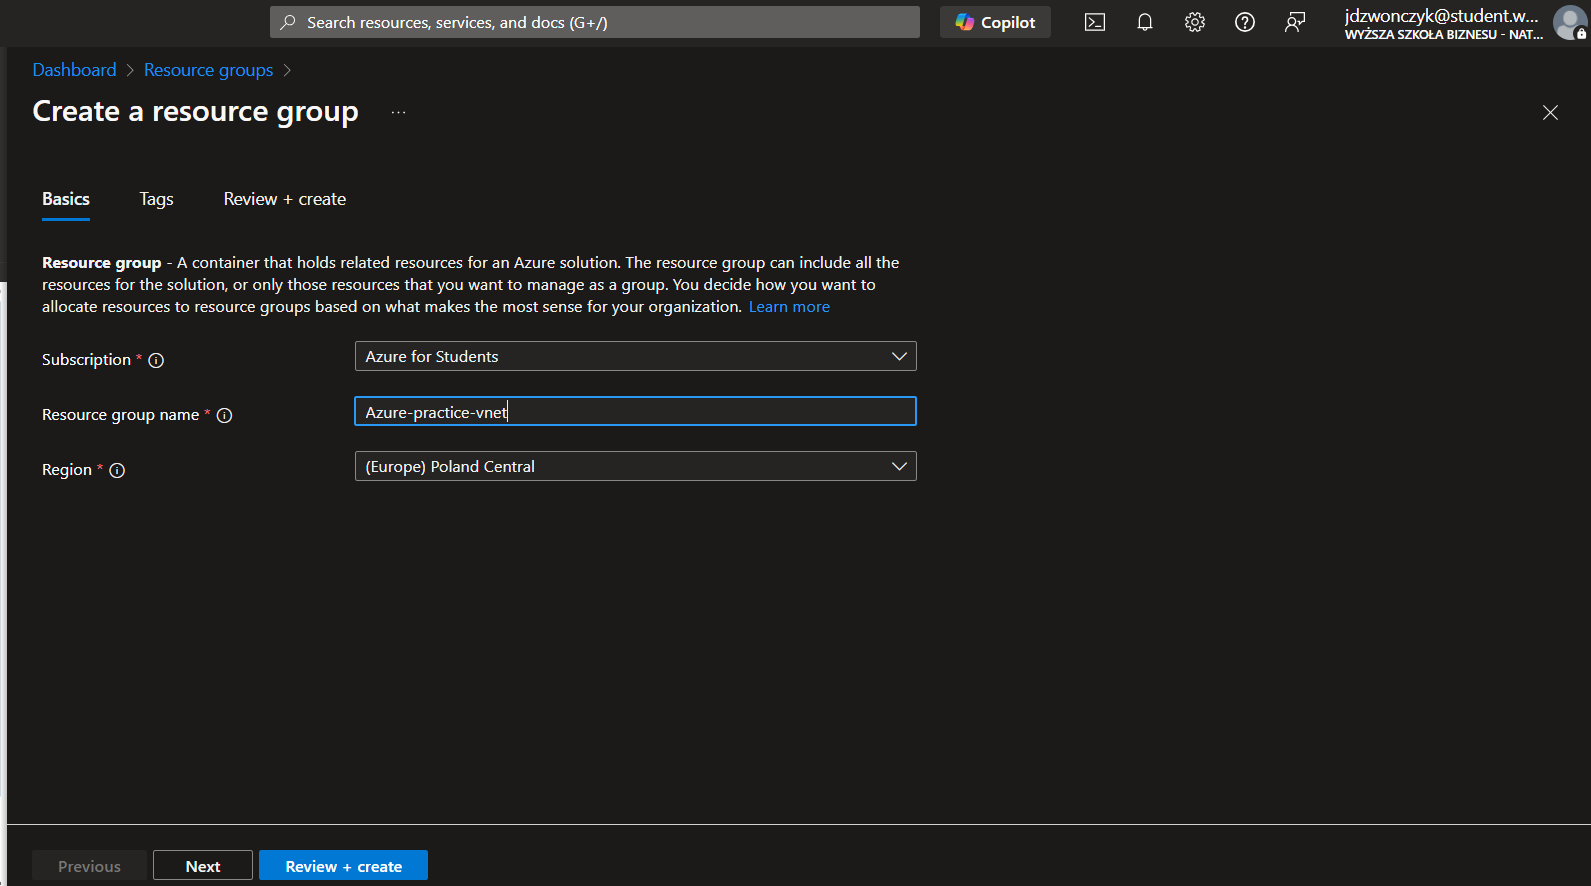 Search resources, services, and docs (G+/)
Copilot
jdzwonczyk@student.w...
WYŻSZA SZKOŁA BIZNESU - NAT...
Dashboard > Resource groups >
Create a resource group ...
Basics Tags Review + create
Resource group - A container that holds related resources for an Azure solution. The resource group can include all the
resources for the solution, or only those resources that you want to manage as a group. You decide how you want to
allocate resources to resource groups based on what makes the most sense for your organization. Learn more
Subscription * Azure for Students
Resource group name * Azure-practice-vnet
Region * (Europe) Poland Central
Previous Next Review + create